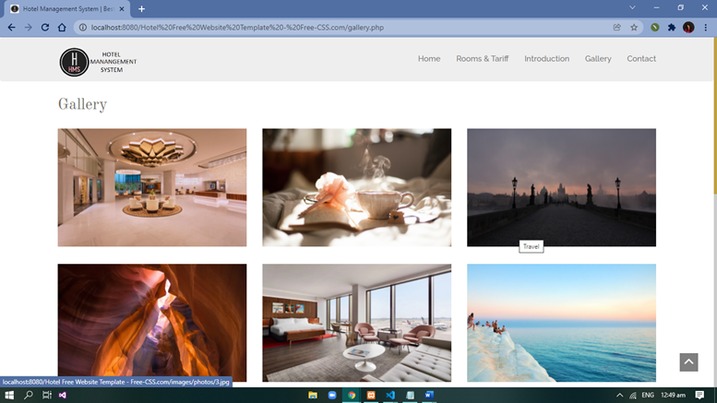 Hotel Management System | Bes
localhost:8080/Hotel%20Free%20Website%20Template%20-%20Free-CSS.com/gallery.php
H
HMS
HOTEL
MANANGEMENT
SYSTEM
Home Rooms & Tariff Introduction Gallery Contact
Gallery
Travel
localhost:8080/Hotel Free Website Template - Free-CSS.com/images/photos/3.jpg
ENG 12:49 am